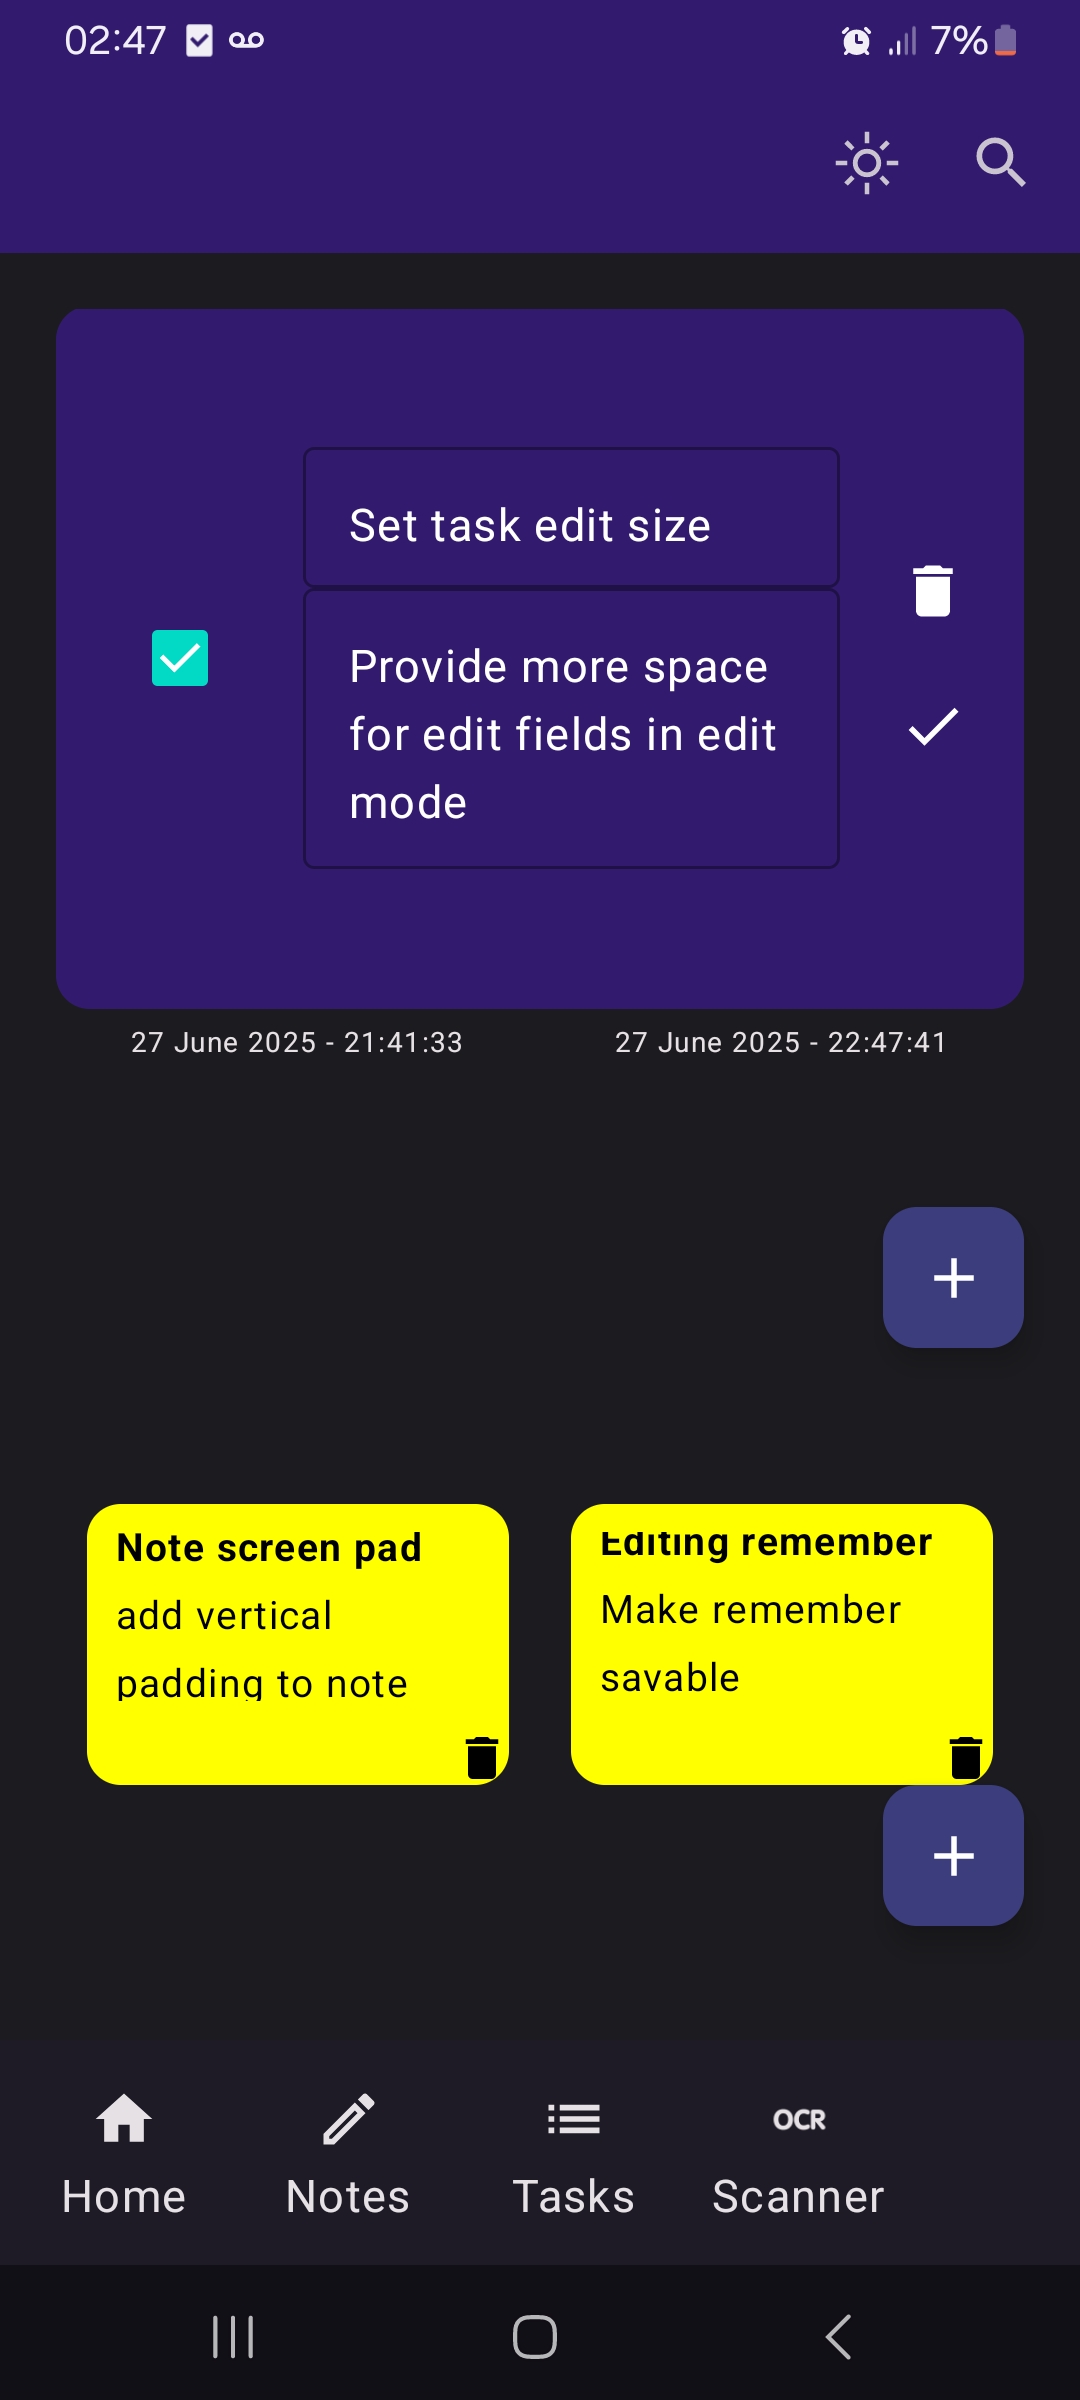 02:47
7%
Set task edit size
Provide more space
for edit fields in edit
mode
27 June 2025 - 21:41:33
27 June 2025 - 22:47:41
Note screen pad
add vertical
padding to note
Editing remember
Make remember
savable
Home
Notes
Tasks
OCR
Scanner